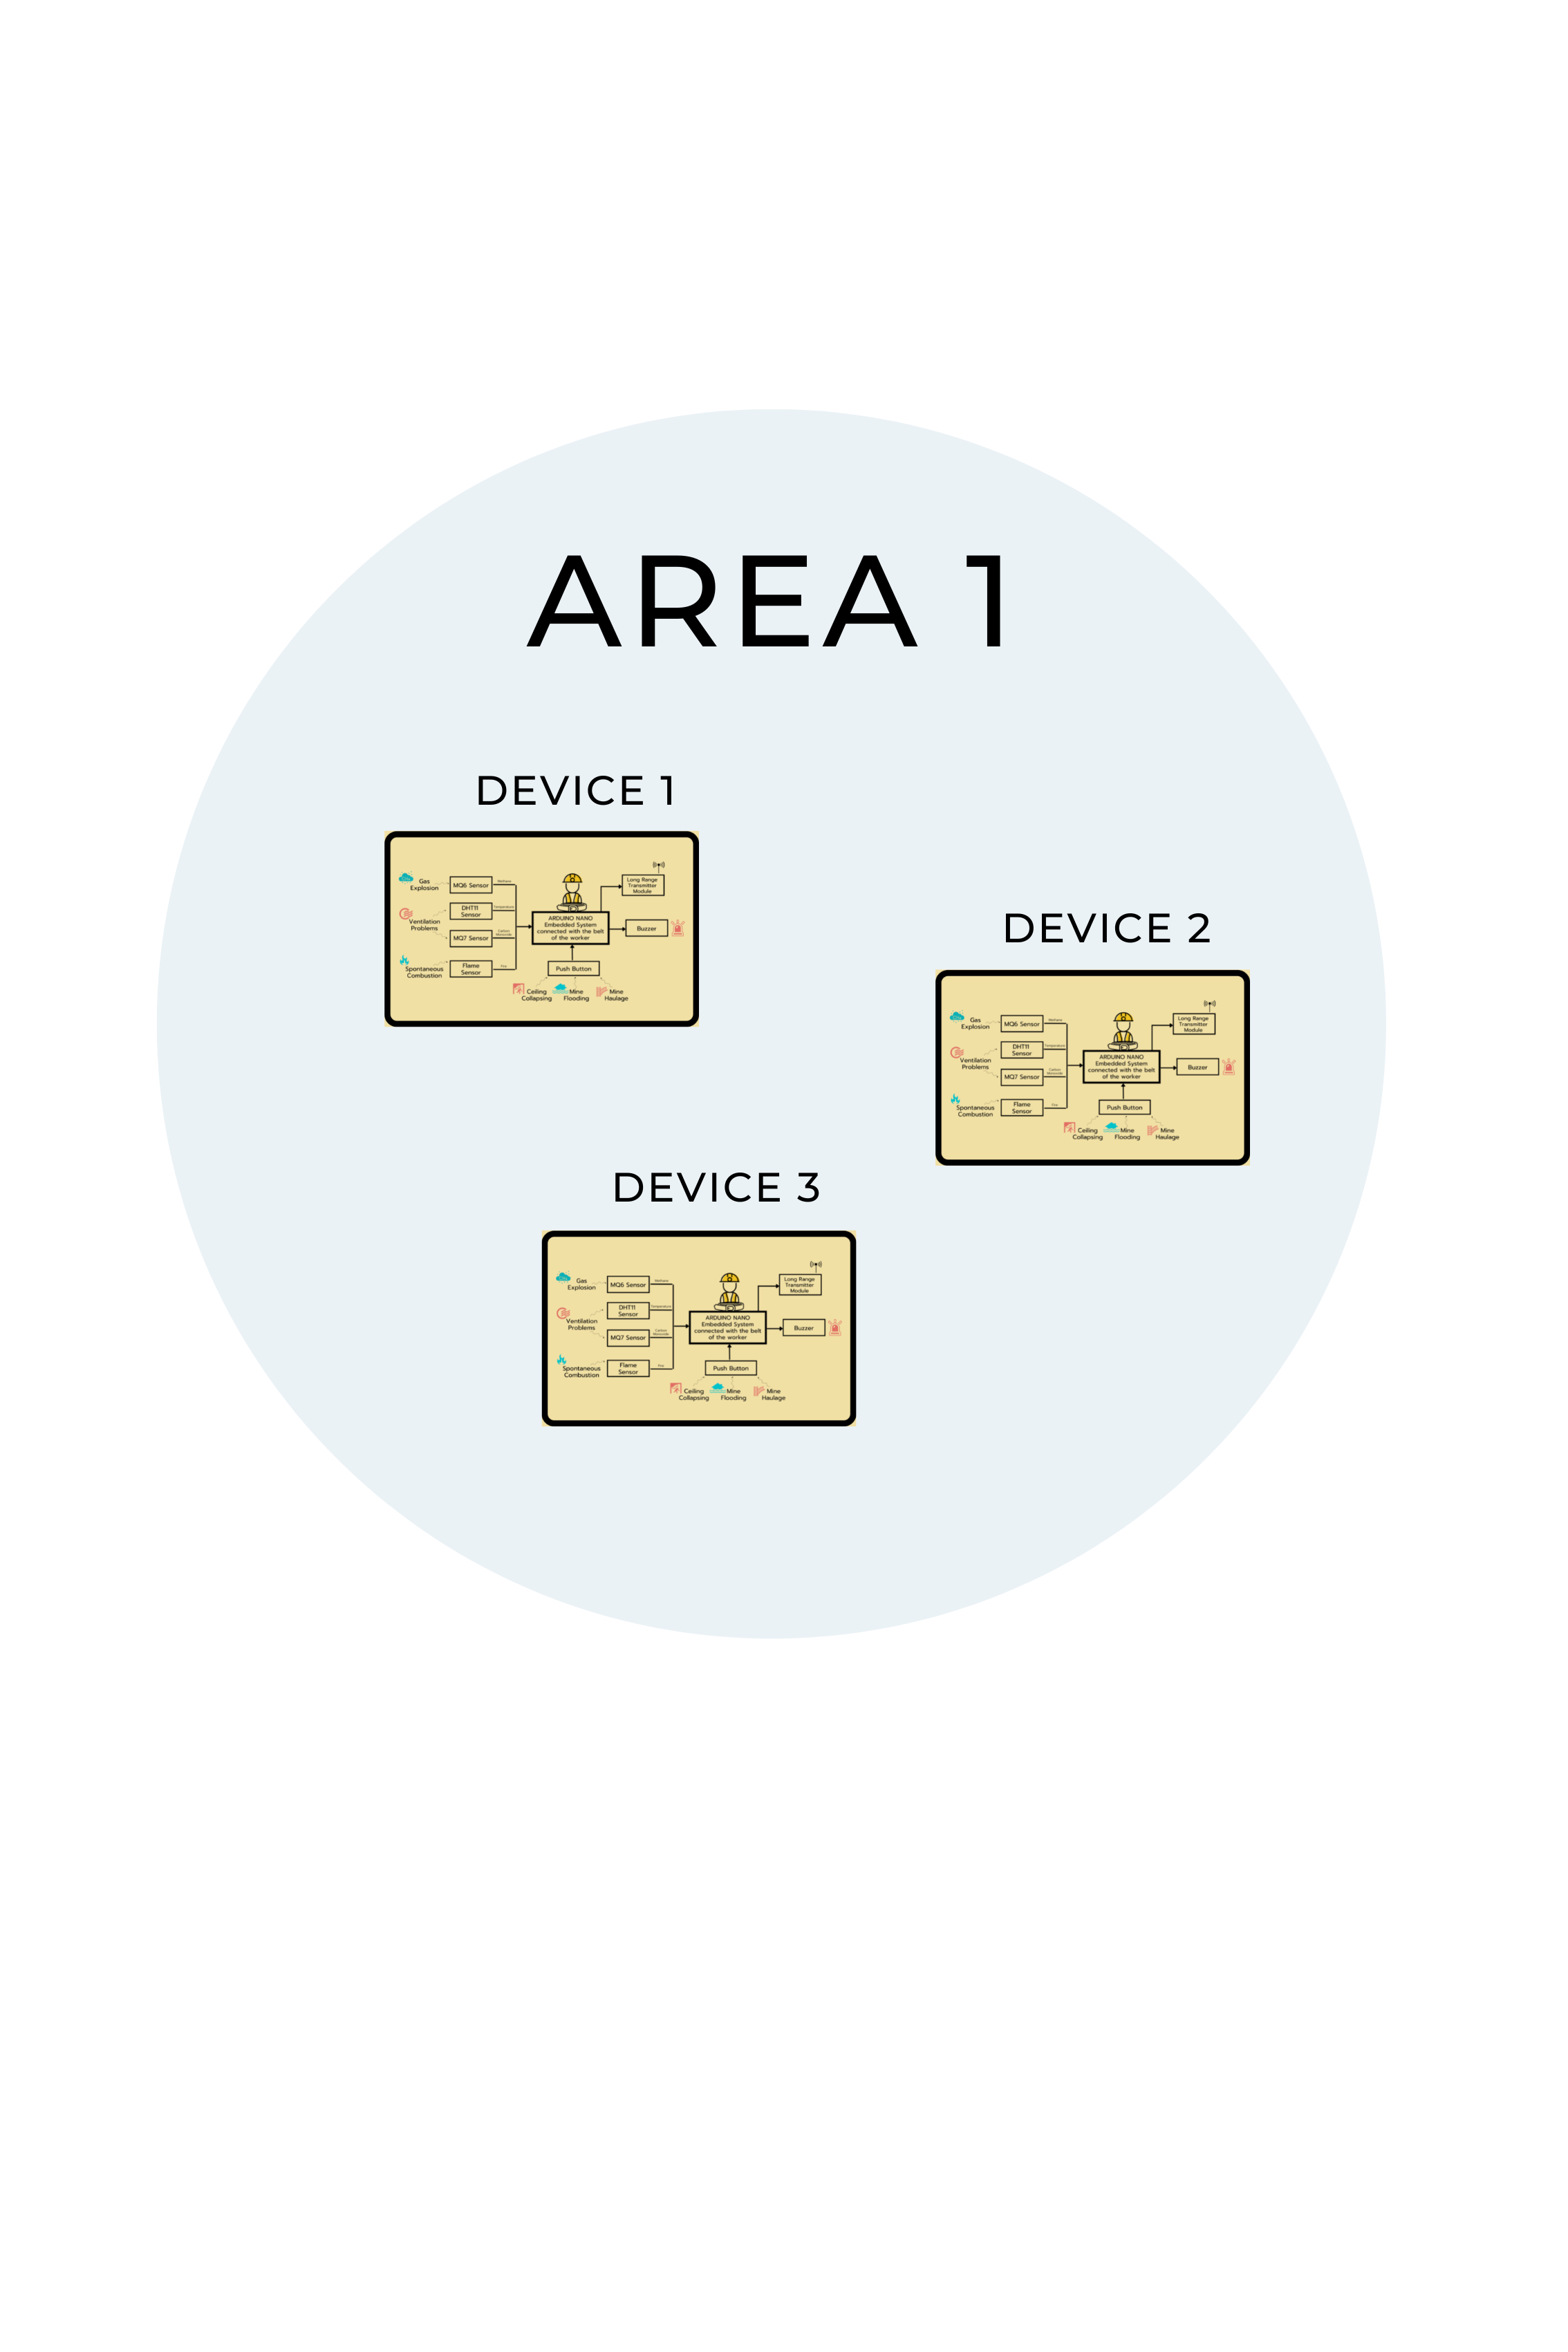 AREA 1
DEVICE 1
Gas
Explosion
MQ6 Sensor
Methane
Long Range
Transmitter
Module
DHT11
Sensor
Temperature
Ventilation
Problems
MQ7 Sensor
Carbon
Monoxide
ARDUINO NANO
Embedded System
connected with the belt
of the worker
Buzzer
Spontaneous
Combustion
Flame
Sensor
Fire
Push Button
Ceiling
Collapsing
Mine
Flooding
Mine
Haulage
DEVICE 2
Gas
Explosion
MQ6 Sensor
Methane
Long Range
Transmitter
Module
DHT11
Sensor
Temperature
Ventilation
Problems
MQ7 Sensor
Carbon
Monoxide
ARDUINO NANO
Embedded System
connected with the belt
of the worker
Buzzer
Spontaneous
Combustion
Flame
Sensor
Fire
Push Button
Ceiling
Collapsing
Mine
Flooding
Mine
Haulage
DEVICE 3
Gas
Explosion
MQ6 Sensor
Methane
Long Range
Transmitter
Module
DHT11
Sensor
Temperature
Ventilation
Problems
MQ7 Sensor
Carbon
Monoxide
ARDUINO NANO
Embedded System
connected with the belt
of the worker
Buzzer
Spontaneous
Combustion
Flame
Sensor
Fire
Push Button
Ceiling
Collapsing
Mine
Flooding
Mine
Haulage